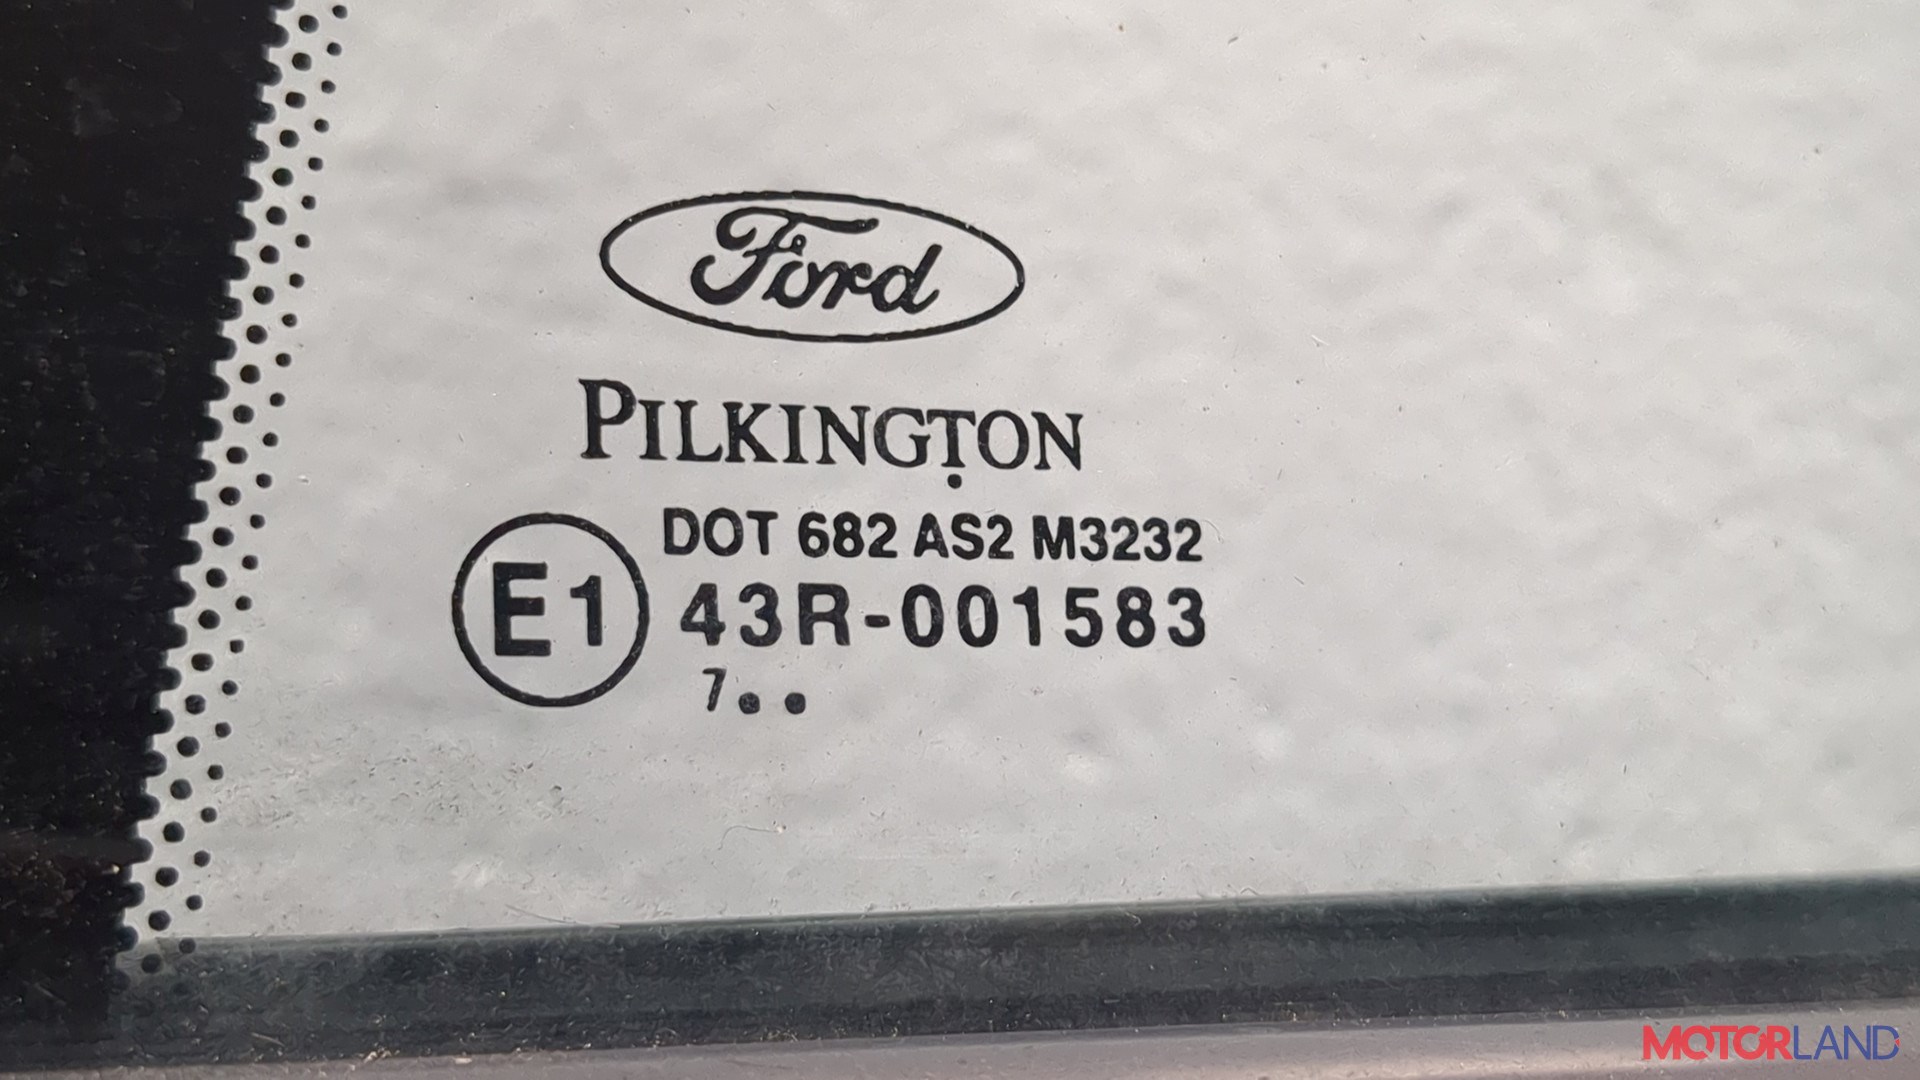 Ford
PILKINGTON
DOT 682 AS2 M3232
E1 43R-001583
7..
MOTORLAND